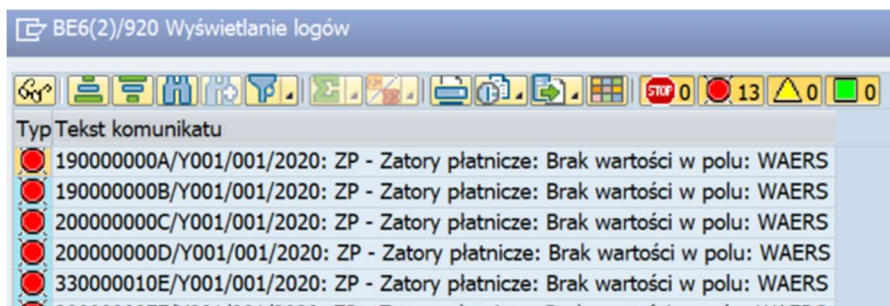 BE6(2)/920 Wyświetlanie logów
STOP 0 13 0 0
Typ Tekst komunikatu
190000000A/Y001/001/2020: ZP - Zatory płatnicze: Brak wartości w polu: WAERS
190000000B/Y001/001/2020: ZP - Zatory płatnicze: Brak wartości w polu: WAERS
200000000C/Y001/001/2020: ZP - Zatory płatnicze: Brak wartości w polu: WAERS
200000000D/Y001/001/2020: ZP - Zatory płatnicze: Brak wartości w polu: WAERS
330000010E/Y001/001/2020: ZP - Zatory płatnicze: Brak wartości w polu: WAERS